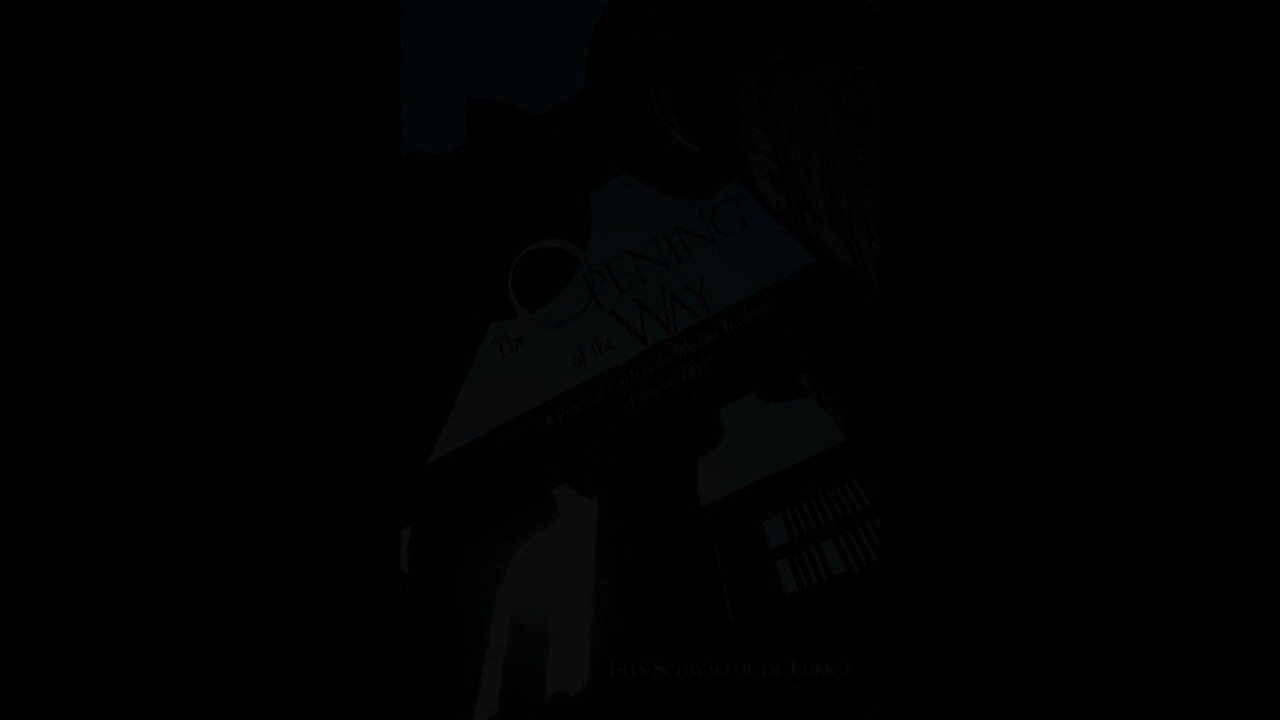 The OPENING
of the WAY
A Practical Guide to the Wisdom Teachings
of Ancient Egypt
ISHA SCHWALLER DE LUBICZ